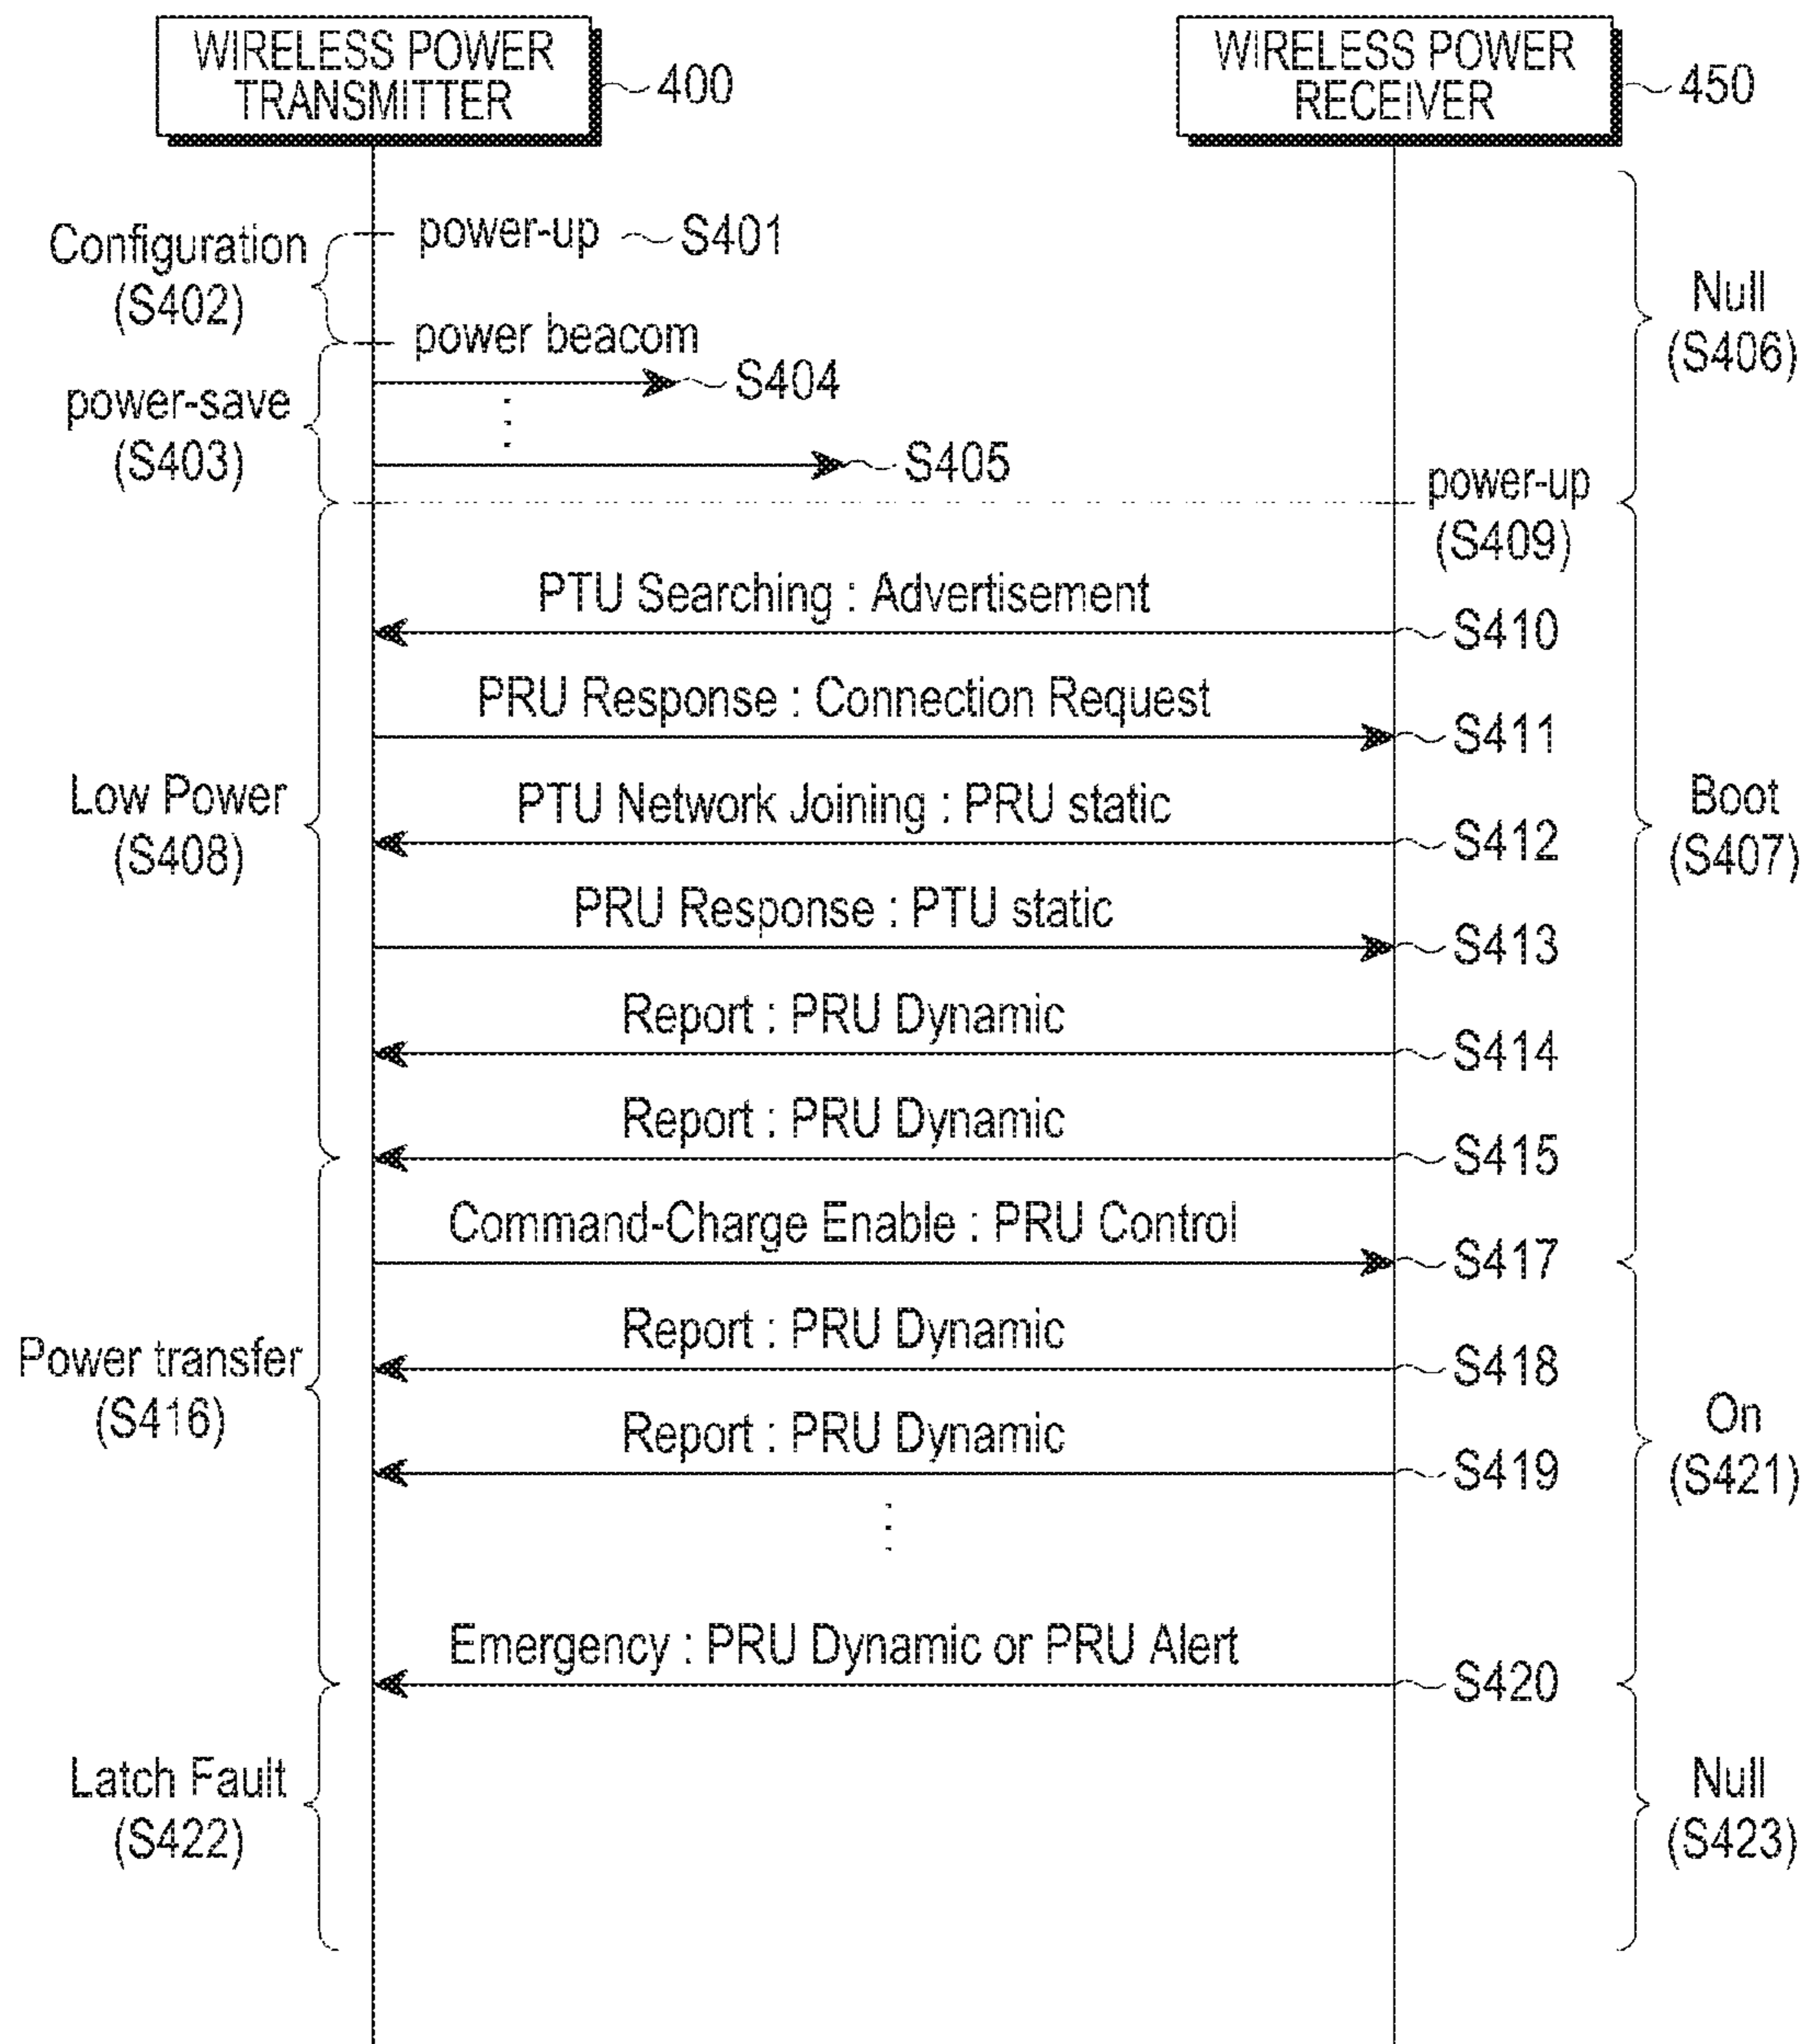 WIRELESS POWER
TRANSMITTER
400
WIRELESS POWER
RECEIVER
450
Configuration
(S402)
power-up
S401
Null
(S406)
power beacom
S404
power-save
(S403)
S405
power-up
(S409)
PTU Searching : Advertisement
S410
PRU Response : Connection Request
S411
Low Power
(S408)
PTU Network Joining : PRU static
S412
Boot
(S407)
PRU Response : PTU static
S413
Report : PRU Dynamic
S414
Report : PRU Dynamic
S415
Command-Charge Enable : PRU Control
S417
Report : PRU Dynamic
S418
Power transfer
(S416)
Report : PRU Dynamic
S419
On
(S421)
Emergency : PRU Dynamic or PRU Alert
S420
Latch Fault
(S422)
Null
(S423)